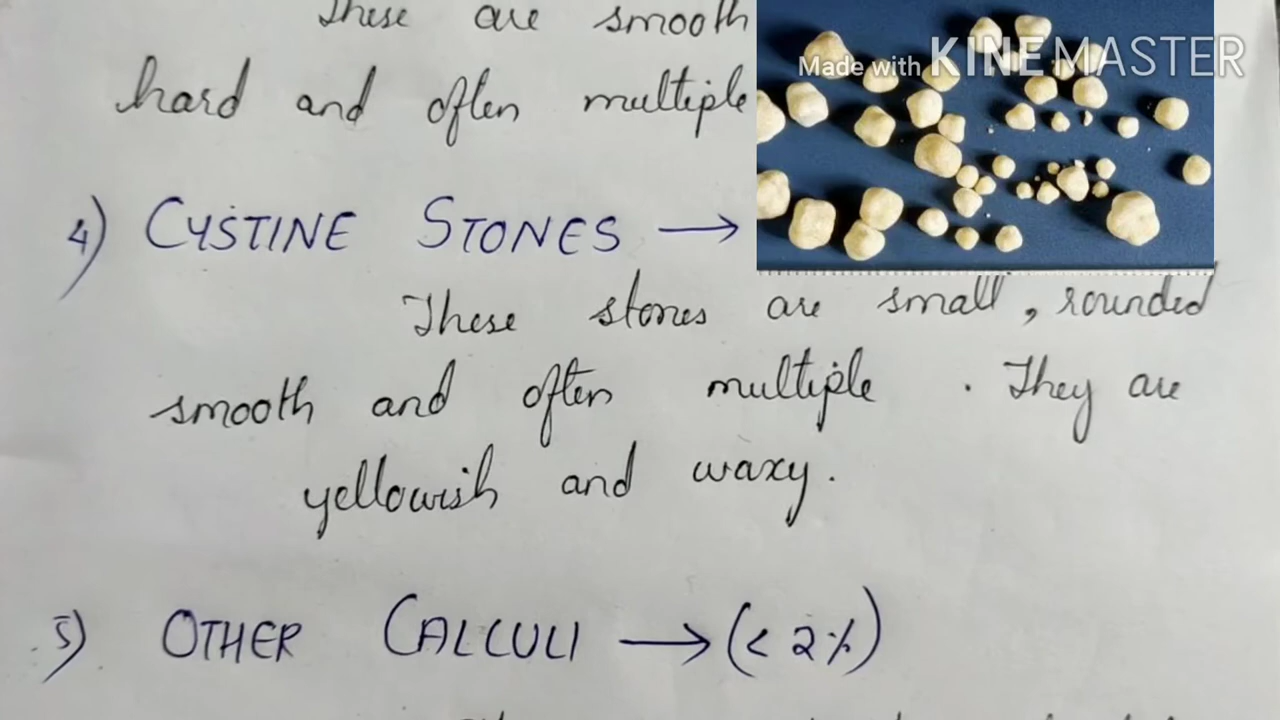 These are smooth
Made with KINEMASTER
hard and often multiple
4) CYSTINE STONES →
These stones are small, rounded
smooth and often multiple. They are
yellowish and waxy.
5) OTHER CALCULI → (< 2%)